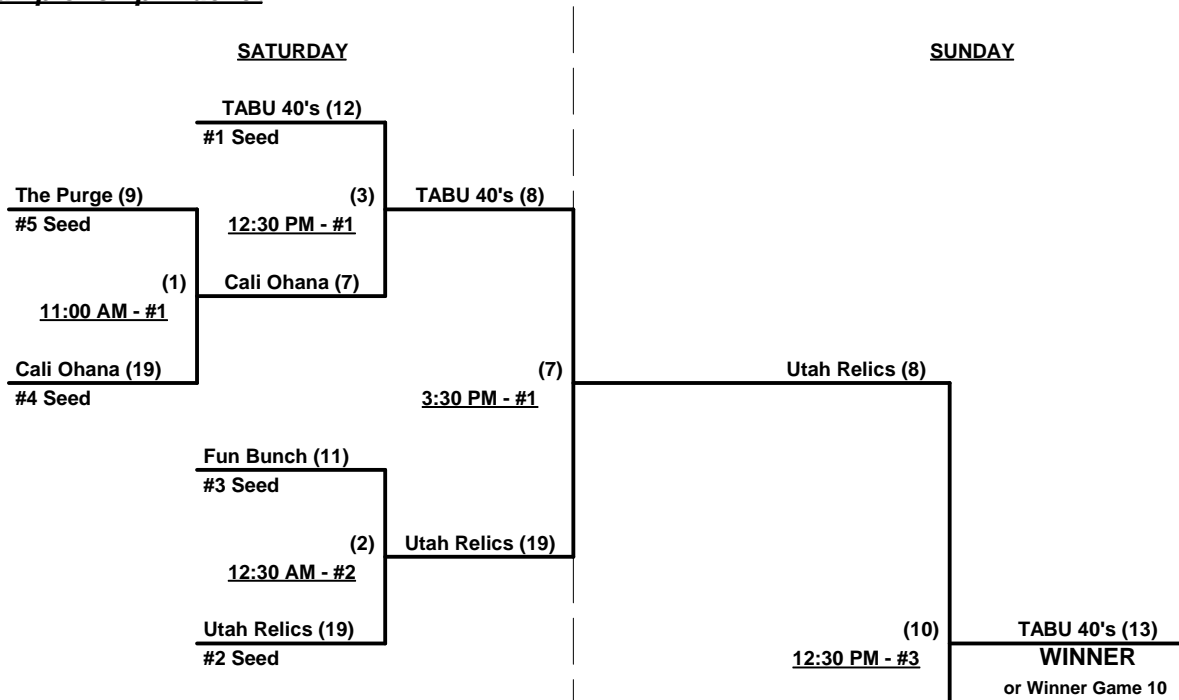 SATURDAY
SUNDAY
TABU 40's (12)
#1 Seed
The Purge (9)
#5 Seed
(3)
12:30 PM - #1
TABU 40's (8)
(1)
11:00 AM - #1
Cali Ohana (7)
Cali Ohana (19)
#4 Seed
(7)
3:30 PM - #1
Utah Relics (8)
Fun Bunch (11)
#3 Seed
(2)
12:30 AM - #2
Utah Relics (19)
Utah Relics (19)
#2 Seed
(10)
12:30 PM - #3
TABU 40's (13)
WINNER
or Winner Game 10